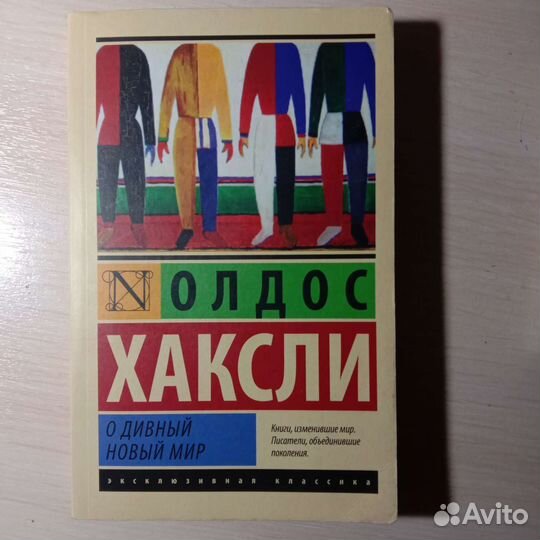 N
ОЛДОС
ХАКСЛИ
О ДИВНЫЙ
НОВЫЙ МИР
Книги, изменившие мир.
Писатели, объединившие
поколения.
эксклюзивная классика
Avito